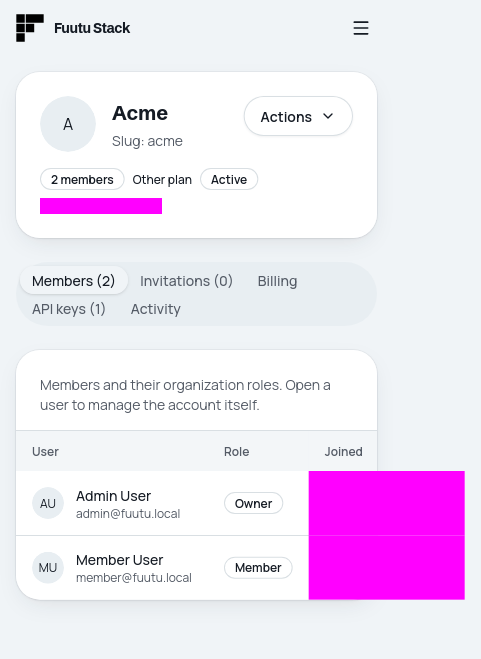 Fuutu Stack
Acme
Actions
A
Slug: acme
2 members Other plan Active
Members (2) Invitations (0) Billing
API keys (1) Activity
Members and their organization roles. Open a
user to manage the account itself.
User Role Joined
AU Admin User Owner
admin@fuutu.local
MU Member User Member
member@fuutu.local